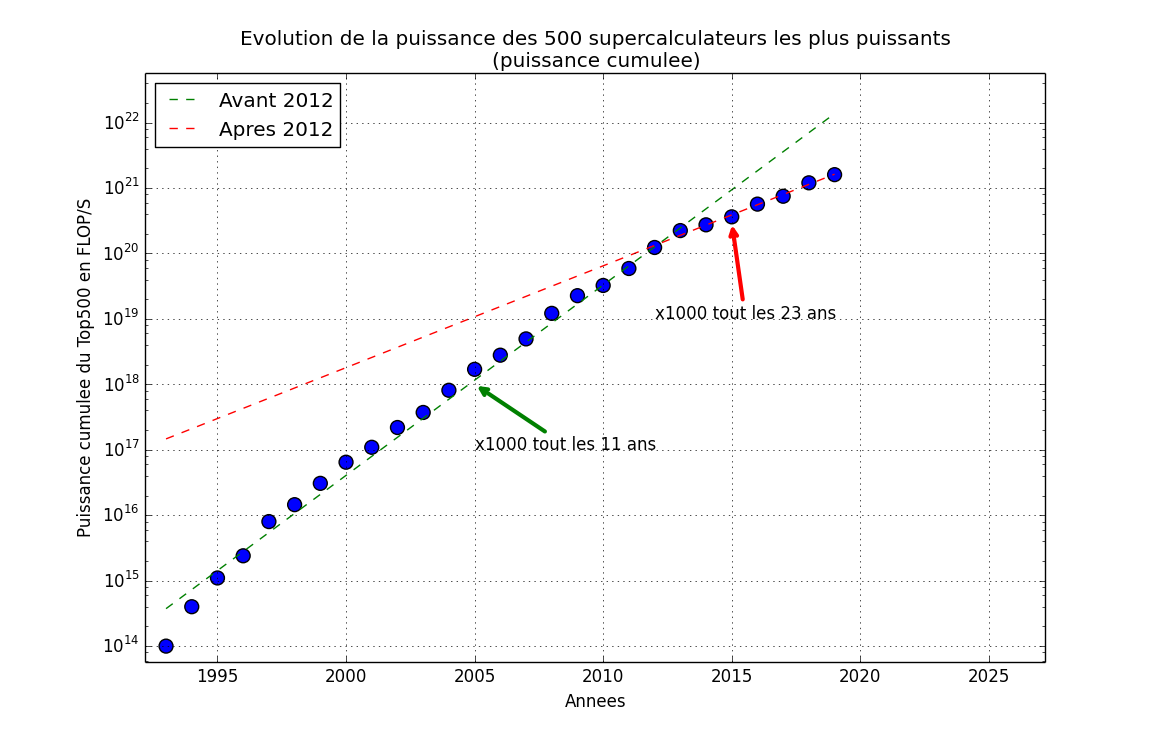 Evolution de la puissance des 500 supercalculateurs les plus puissants
(puissance cumulee)
Avant 2012
Apres 2012
Puissance cumulee du Top500 en FLOP/S
10^22
10^21
10^20
10^19
10^18
10^17
10^16
10^15
10^14
x1000 tout les 23 ans
x1000 tout les 11 ans
1995 2000 2005 2010 2015 2020 2025
Annees